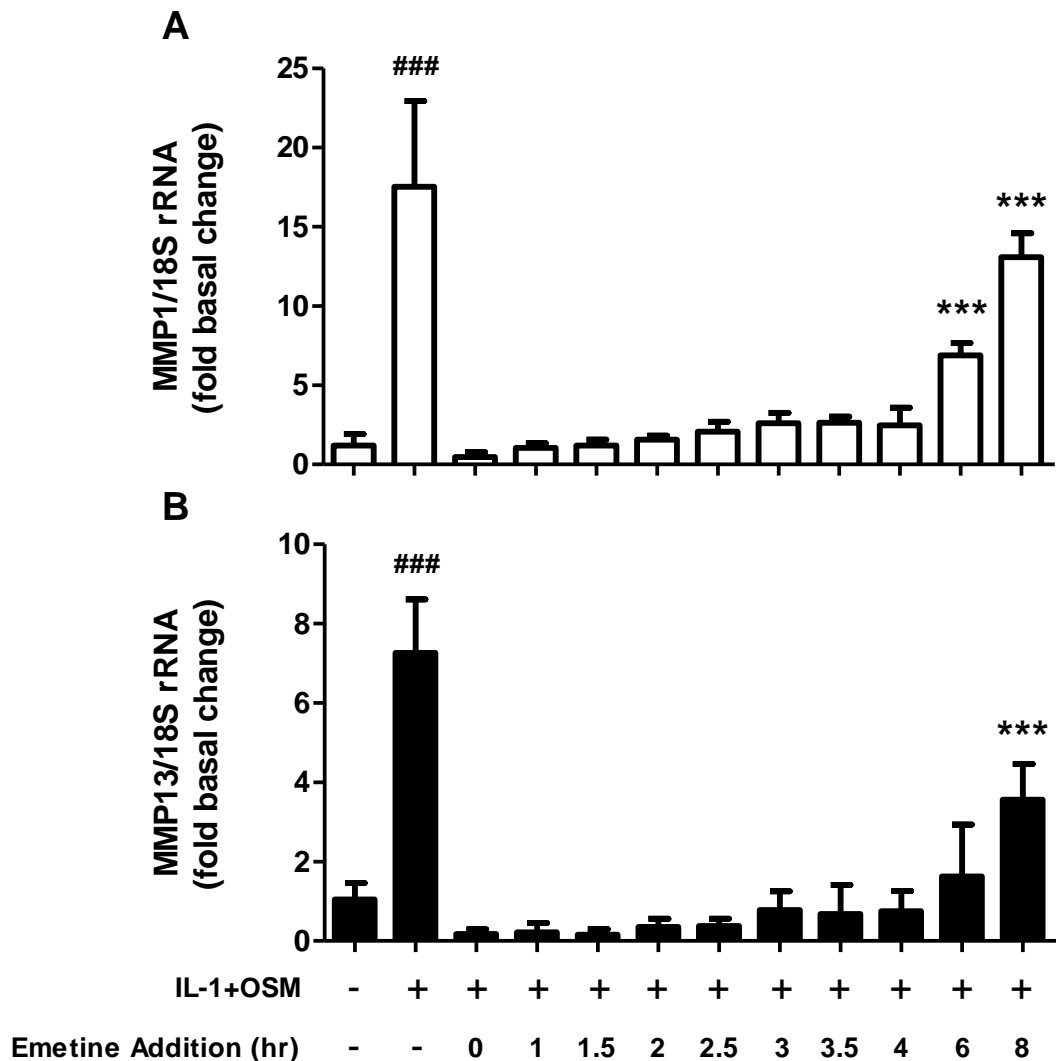 A
###
25
20
15
10
5
0
MMP1/18S rRNA
(fold basal change)
***
***
B
###
10
8
6
4
2
0
MMP13/18S rRNA
(fold basal change)
***
IL-1+OSM - + + + + + + + + + + +
Emetine Addition (hr) - - 0 1 1.5 2 2.5 3 3.5 4 6 8